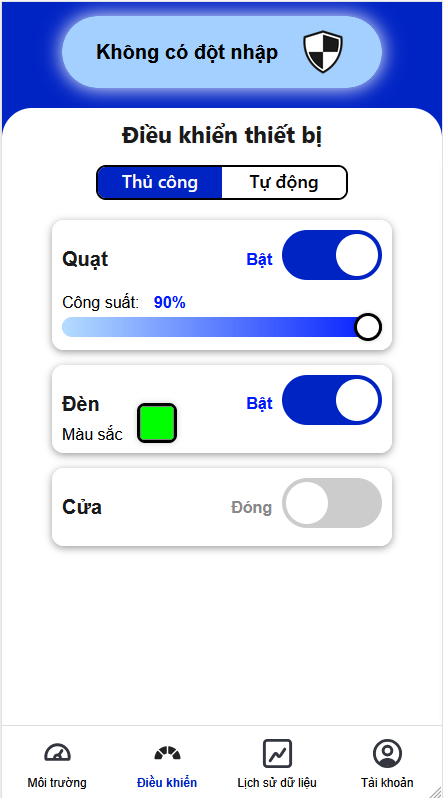 Không có đột nhập
Điều khiển thiết bị
Thủ công Tự động
Quạt Bật
Công suất: 90%
Đèn Bật
Màu sắc
Cửa Đóng
Môi trường Điều khiển Lịch sử dữ liệu Tài khoản